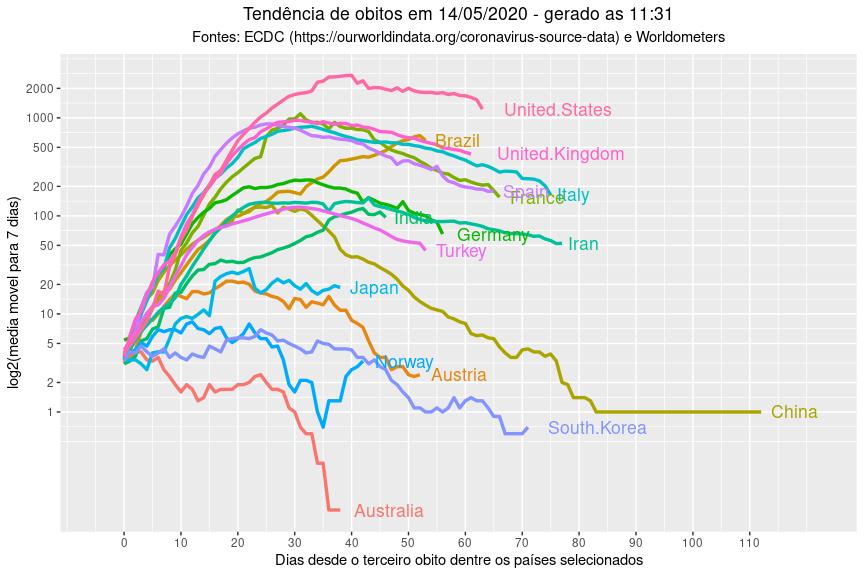 Tendência de obitos em 14/05/2020 - gerado as 11:31
Fontes: ECDC (https://ourworldindata.org/coronavirus-source-data) e Worldometers
log2(media movel para 7 dias)
2000
1000
500
200
100
50
20
10
5
2
1
United.States
Brazil
United.Kingdom
Spain
France
Italy
India
Germany
Iran
Turkey
Japan
Norway
Austria
China
South.Korea
Australia
0 10 20 30 40 50 60 70 80 90 100 110
Dias desde o terceiro obito dentre os países selecionados